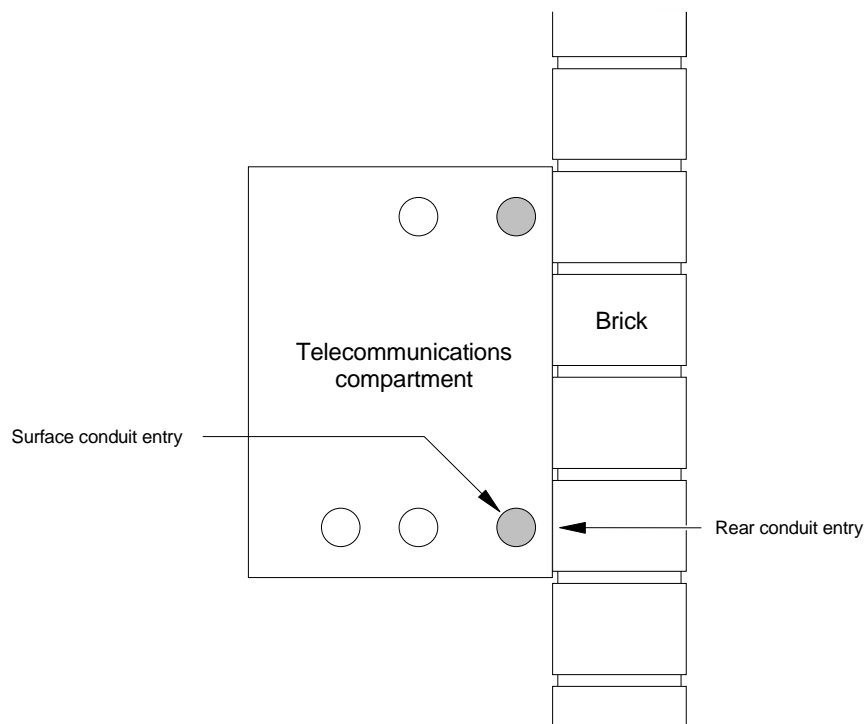 Brick
Telecommunications
compartment
Surface conduit entry
Rear conduit entry